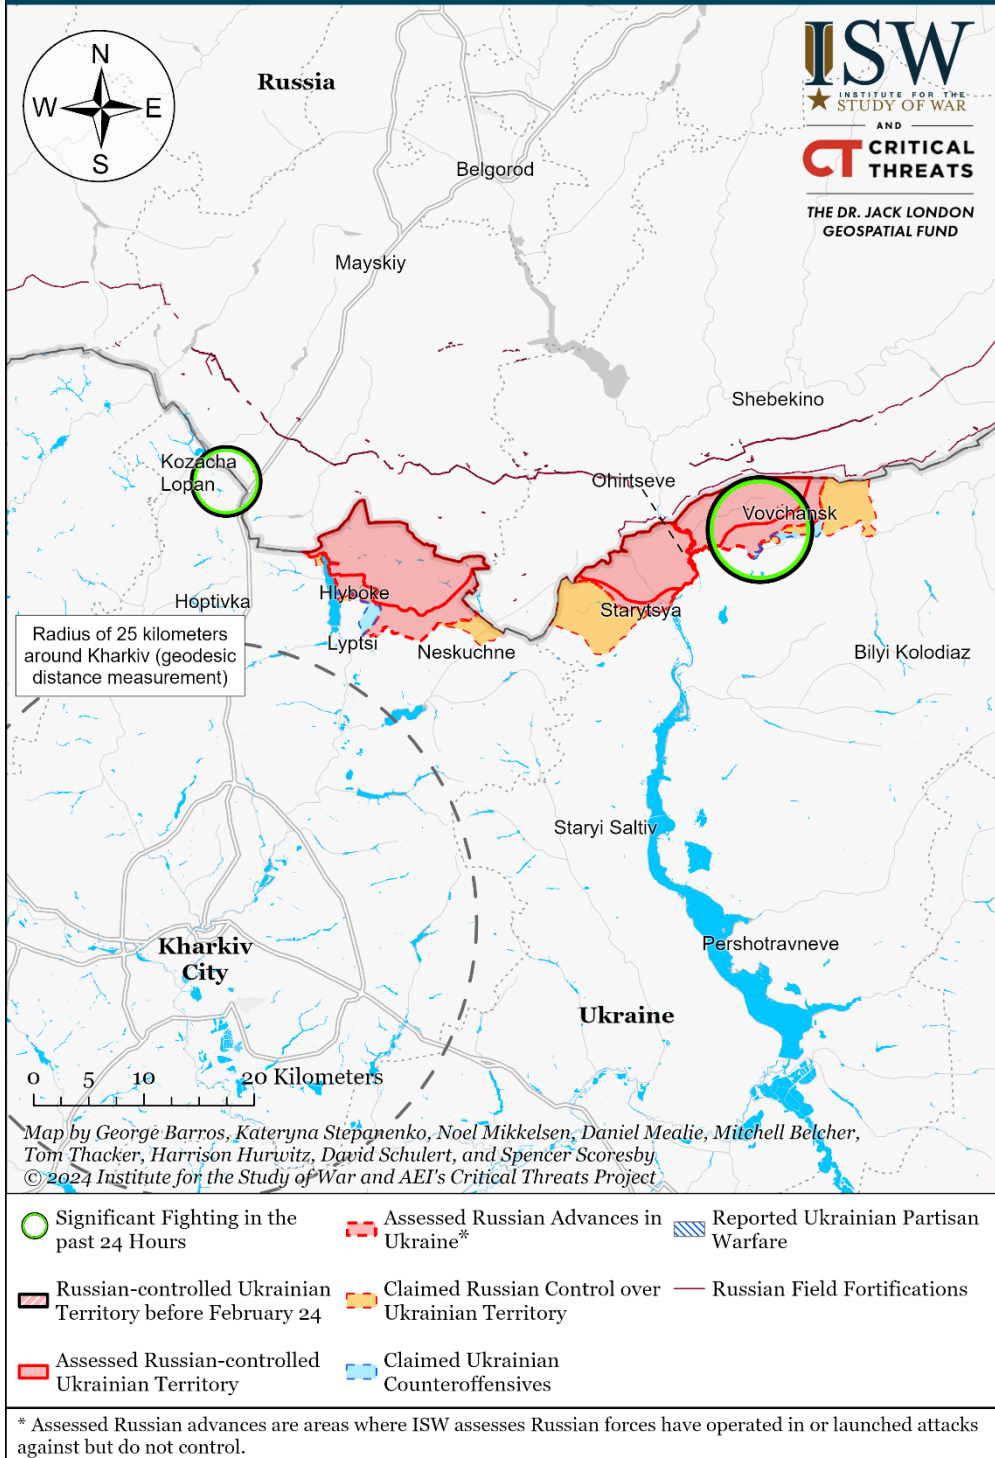 N
W
E
S
Russia
ISW
INSTITUTE FOR THE
STUDY OF WAR
AND
CT CRITICAL
THREATS
THE DR. JACK LONDON
GEOSPATIAL FUND
Belgorod
Mayskiy
Shebekino
Kozacha
Lopan
Ohirtseve
Vovchansk
Hlyboke
Hoptivka
Starytsya
Radius of 25 kilometers
around Kharkiv (geodesic
distance measurement)
Lyptsi
Neskuchne
Bilyi Kolodiaz
Staryi Saltiv
Kharkiv
City
Pershotravneve
Ukraine
0 5 10 20 Kilometers
Map by George Barros, Kateryna Stepanenko, Noel Mikkelsen, Daniel Mealie, Mitchell Belcher,
Tom Thacker, Harrison Hurwitz, David Schulert, and Spencer Scoresby
© 2024 Institute for the Study of War and AEI's Critical Threats Project
Significant Fighting in the
past 24 Hours
Russian-controlled Ukrainian
Territory before February 24
Assessed Russian-controlled
Ukrainian Territory
Assessed Russian Advances in
Ukraine*
Claimed Russian Control over
Ukrainian Territory
Claimed Ukrainian
Counteroffensives
Reported Ukrainian Partisan
Warfare
Russian Field Fortifications
* Assessed Russian advances are areas where ISW assesses Russian forces have operated in or launched attacks
against but do not control.